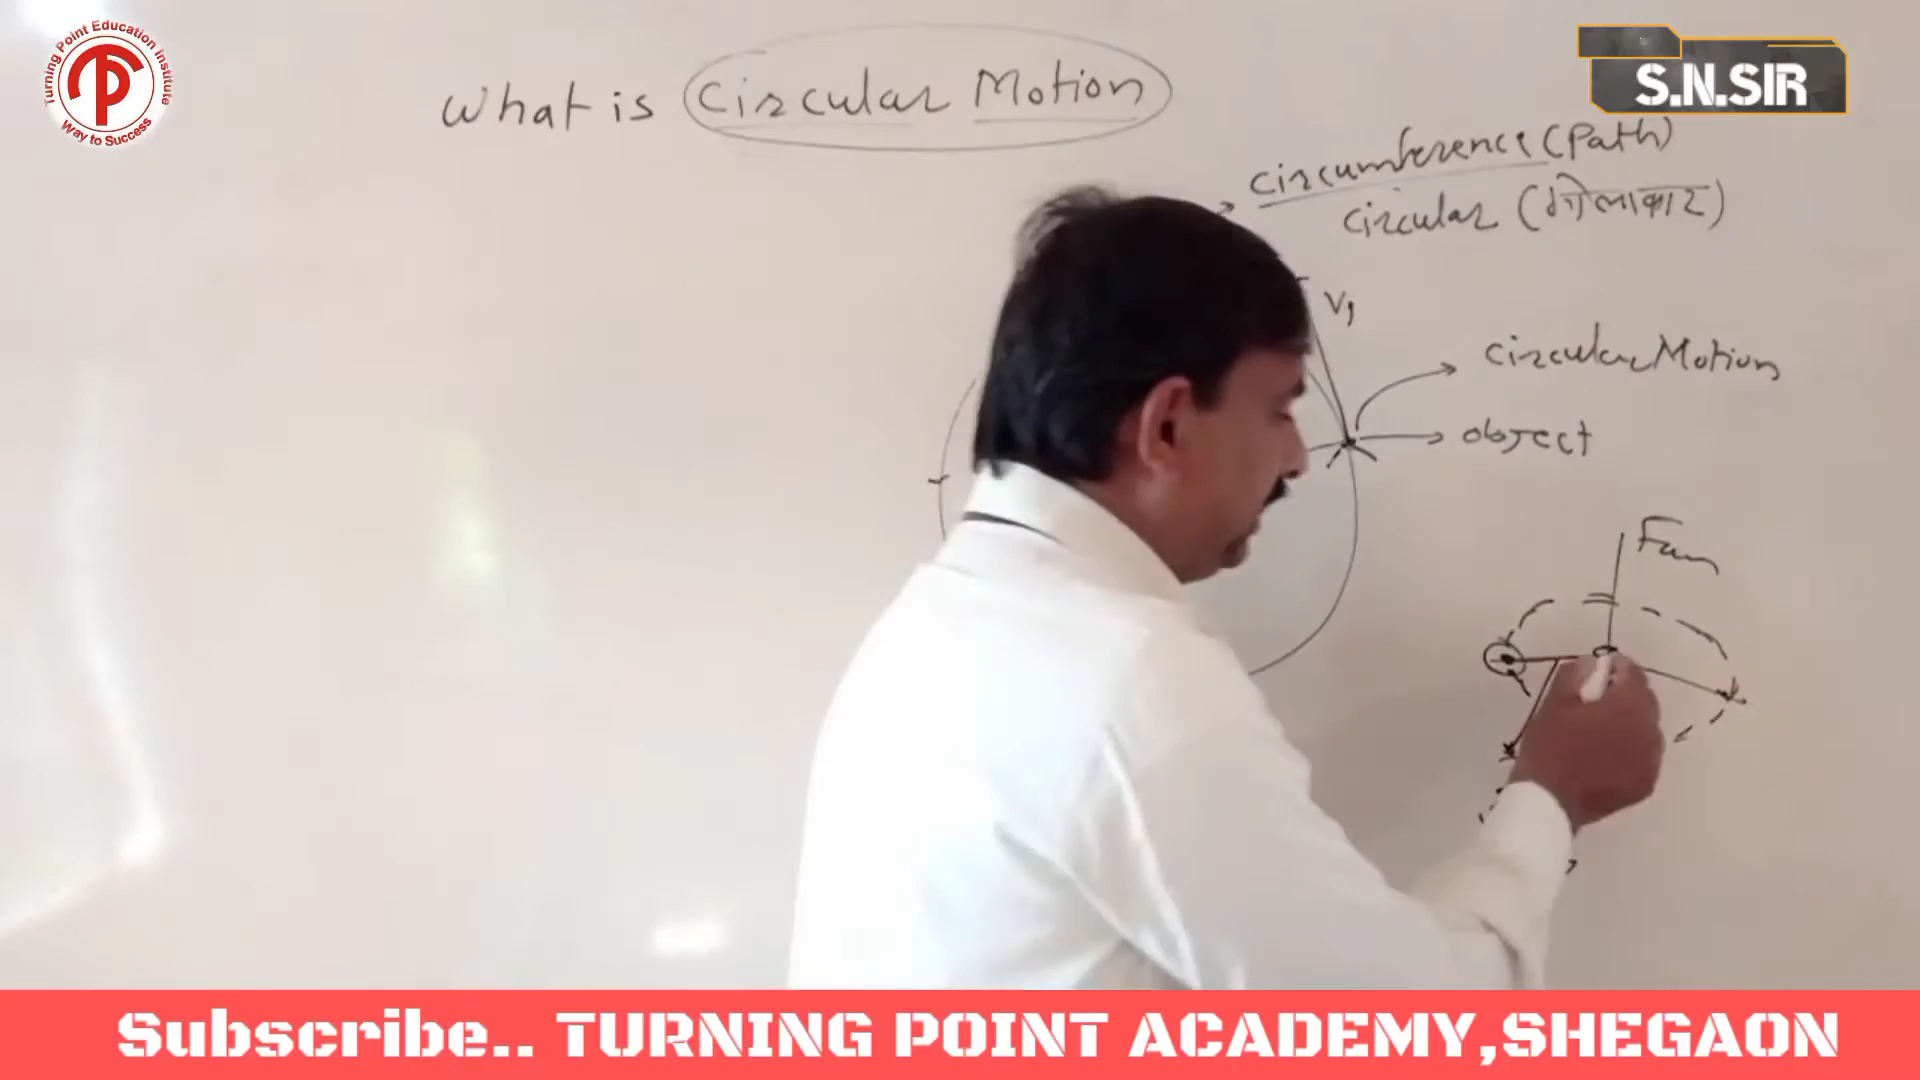 Turning Point Education Institute
Way to Success
S.N.SIR
What is Circular Motion
circumference (Path)
circular (गोलाकार)
V1
circular Motion
object
Fan
Subscribe.. TURNING POINT ACADEMY,SHEGAON